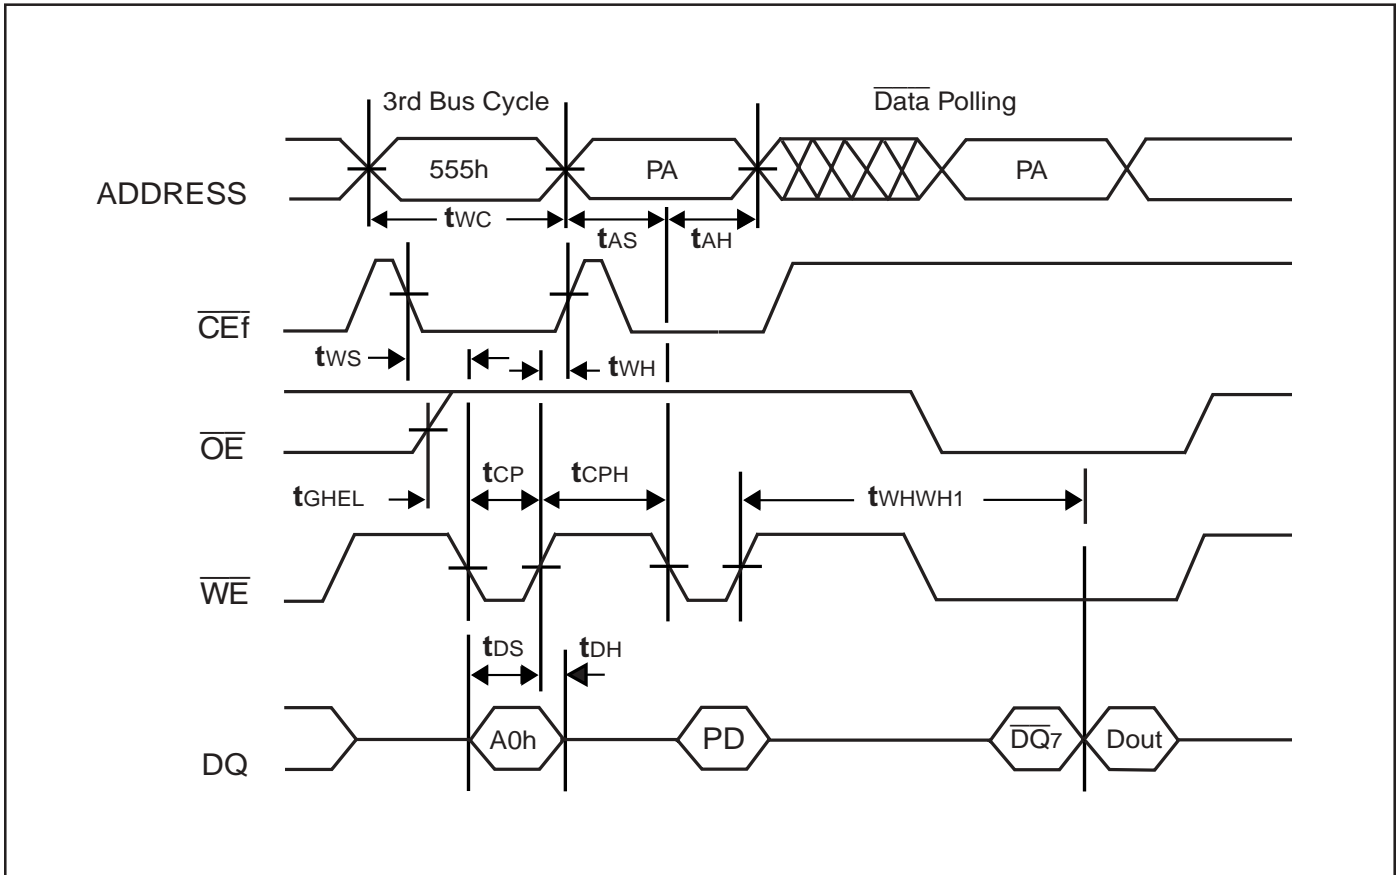 3rd Bus Cycle
Data Polling
ADDRESS
555h
PA
PA
tWC
tAS
tAH
CEf
tWS
tWH
OE
tGHEL
tCP
tCPH
tWHWH1
WE
tDS
tDH
DQ
A0h
PD
DQ7
Dout